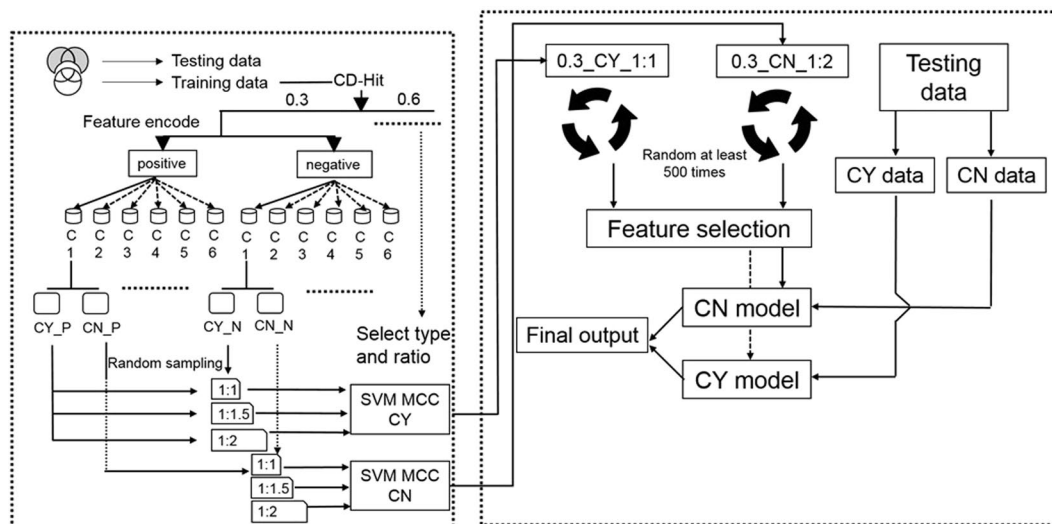 Testing data
Training data
CD-Hit
0.3
0.6
Feature encode
positive
negative
C C C C C C
1 2 3 4 5 6
C C C C C C
1 2 3 4 5 6
CY_P
CN_P
CY_N
CN_N
Select type
and ratio
Random sampling
1:1
1:1.5
1:2
SVM MCC
CY
1:1
1:1.5
1:2
SVM MCC
CN
0.3_CY_1:1
0.3_CN_1:2
Testing
data
Random at least
500 times
CY data
CN data
Feature selection
CN model
Final output
CY model